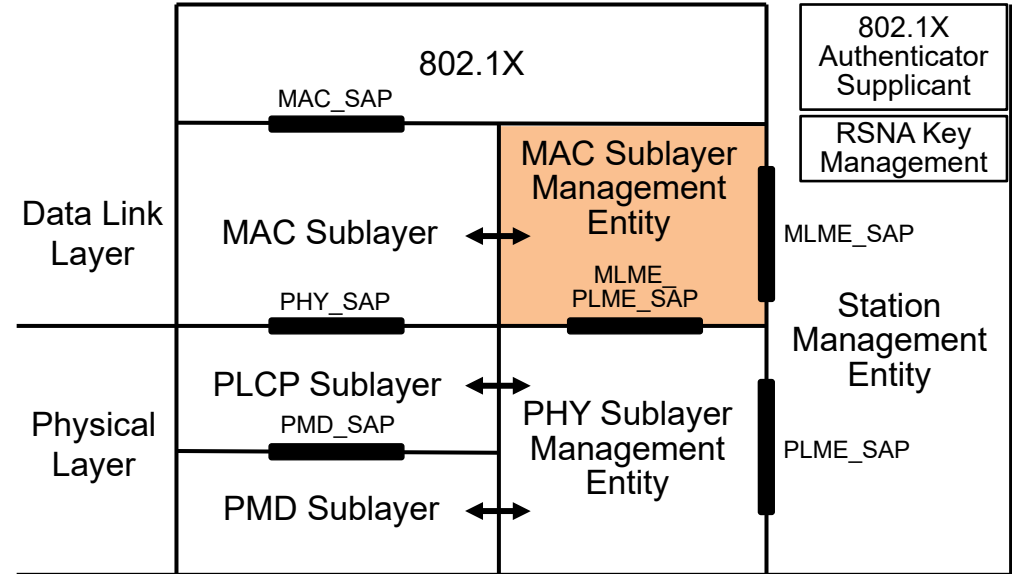 802.1X
MAC_SAP
802.1X
Authenticator
Supplicant
RSNA Key
Management
Data Link
Layer
MAC Sublayer
MAC Sublayer
Management
Entity
MLME_
PLME_SAP
MLME_SAP
PHY_SAP
Station
Management
Entity
Physical
Layer
PLCP Sublayer
PMD_SAP
PMD Sublayer
PHY Sublayer
Management
Entity
PLME_SAP